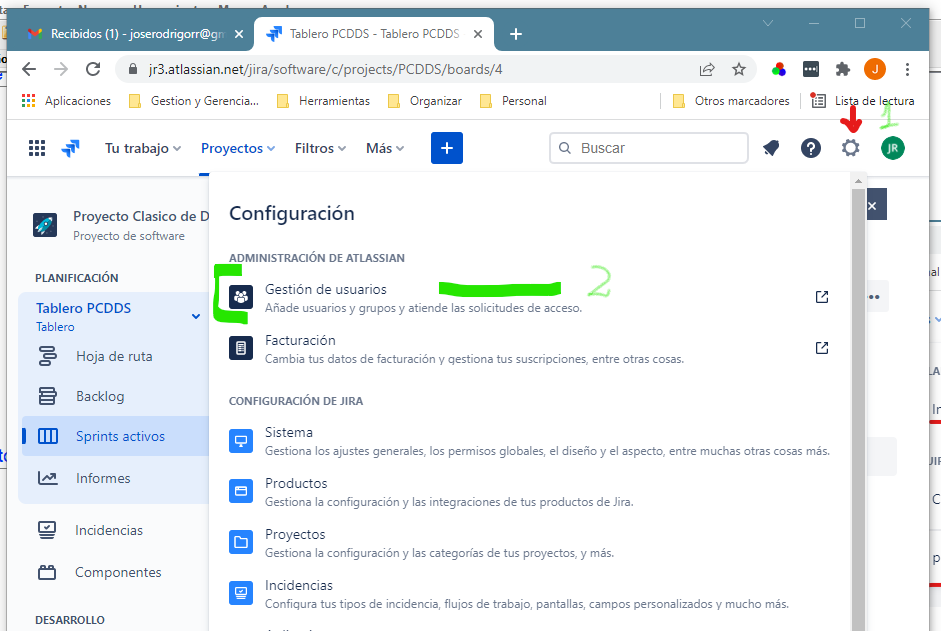 Recibidos (1) - joserodrigorr@gm
Tablero PCDDS - Tablero PCDDS
jr3.atlassian.net/jira/software/c/projects/PCDDS/boards/4
J
Aplicaciones
Gestion y Gerencia...
Herramientas
Organizar
Personal
Otros marcadores
Lista de lectura
1
Tu trabajo
Proyectos
Filtros
Más
Buscar
JR
Proyecto Clasico de D
Proyecto de software
PLANIFICACIÓN
Tablero PCDDS
Tablero
Hoja de ruta
Backlog
Sprints activos
Informes
Incidencias
Componentes
DESARROLLO
Configuración
ADMINISTRACIÓN DE ATLASSIAN
Gestión de usuarios
2
Añade usuarios y grupos y atiende las solicitudes de acceso.
Facturación
Cambia tus datos de facturación y gestiona tus suscripciones, entre otras cosas.
CONFIGURACIÓN DE JIRA
Sistema
Gestiona los ajustes generales, los permisos globales, el diseño y el aspecto, entre muchas otras cosas más.
Productos
Gestiona la configuración y las integraciones de tus productos de Jira.
Proyectos
Gestiona la configuración y las categorías de tus proyectos, y más.
Incidencias
Configura tus tipos de incidencia, flujos de trabajo, pantallas, campos personalizados y mucho más.